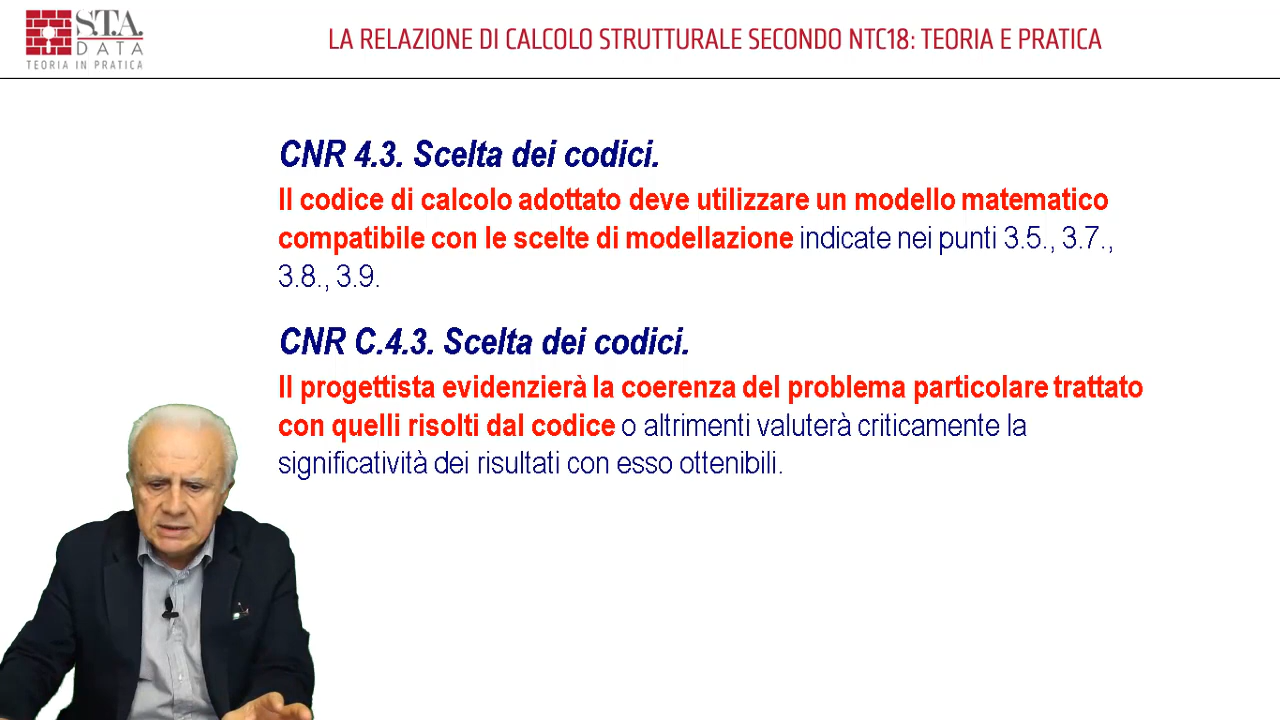 S.T.A.
DATA
TEORIA IN PRATICA
LA RELAZIONE DI CALCOLO STRUTTURALE SECONDO NTC18: TEORIA E PRATICA
CNR 4.3. Scelta dei codici.
Il codice di calcolo adottato deve utilizzare un modello matematico
compatibile con le scelte di modellazione indicate nei punti 3.5., 3.7.,
3.8., 3.9.
CNR C.4.3. Scelta dei codici.
Il progettista evidenzierà la coerenza del problema particolare trattato
con quelli risolti dal codice o altrimenti valuterà criticamente la
significatività dei risultati con esso ottenibili.